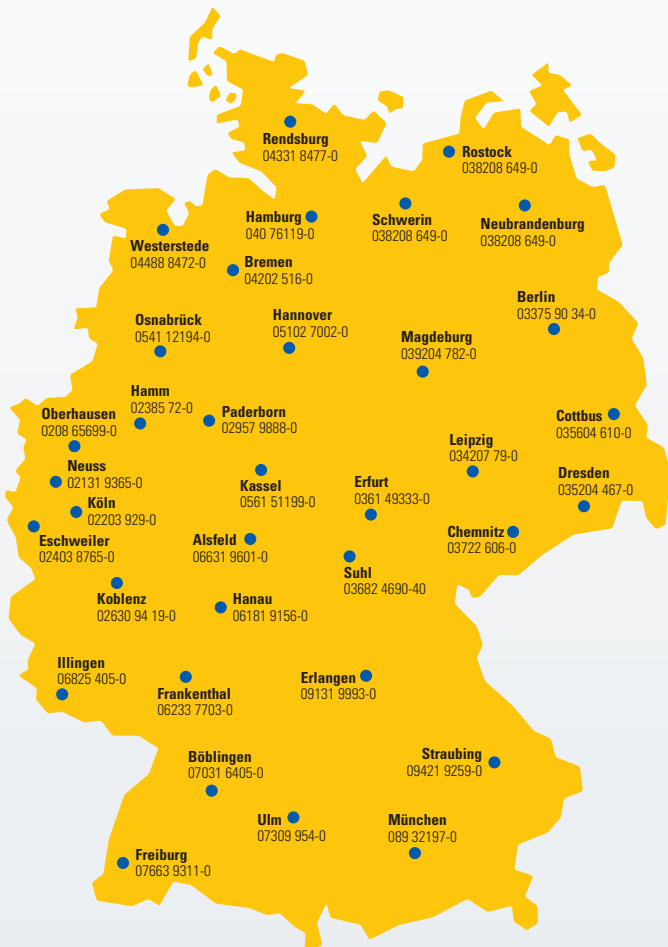 Rendsburg
04331 8477-0
Rostock
038208 649-0
Hamburg
040 76119-0
Schwerin
038208 649-0
Neubrandenburg
038208 649-0
Westerstede
04488 8472-0
Bremen
04202 516-0
Berlin
03375 90 34-0
Osnabrück
0541 12194-0
Hannover
05102 7002-0
Magdeburg
039204 782-0
Hamm
02385 72-0
Oberhausen
0208 65699-0
Paderborn
02957 9888-0
Cottbus
035604 610-0
Leipzig
034207 79-0
Neuss
02131 9365-0
Kassel
0561 51199-0
Erfurt
0361 49333-0
Dresden
035204 467-0
Köln
02203 929-0
Eschweiler
02403 8765-0
Alsfeld
06631 9601-0
Chemnitz
03722 606-0
Suhl
03682 4690-40
Koblenz
02630 94 19-0
Hanau
06181 9156-0
Illingen
06825 405-0
Frankenthal
06233 7703-0
Erlangen
09131 9993-0
Böblingen
07031 6405-0
Straubing
09421 9259-0
Ulm
07309 954-0
München
089 32197-0
Freiburg
07663 9311-0